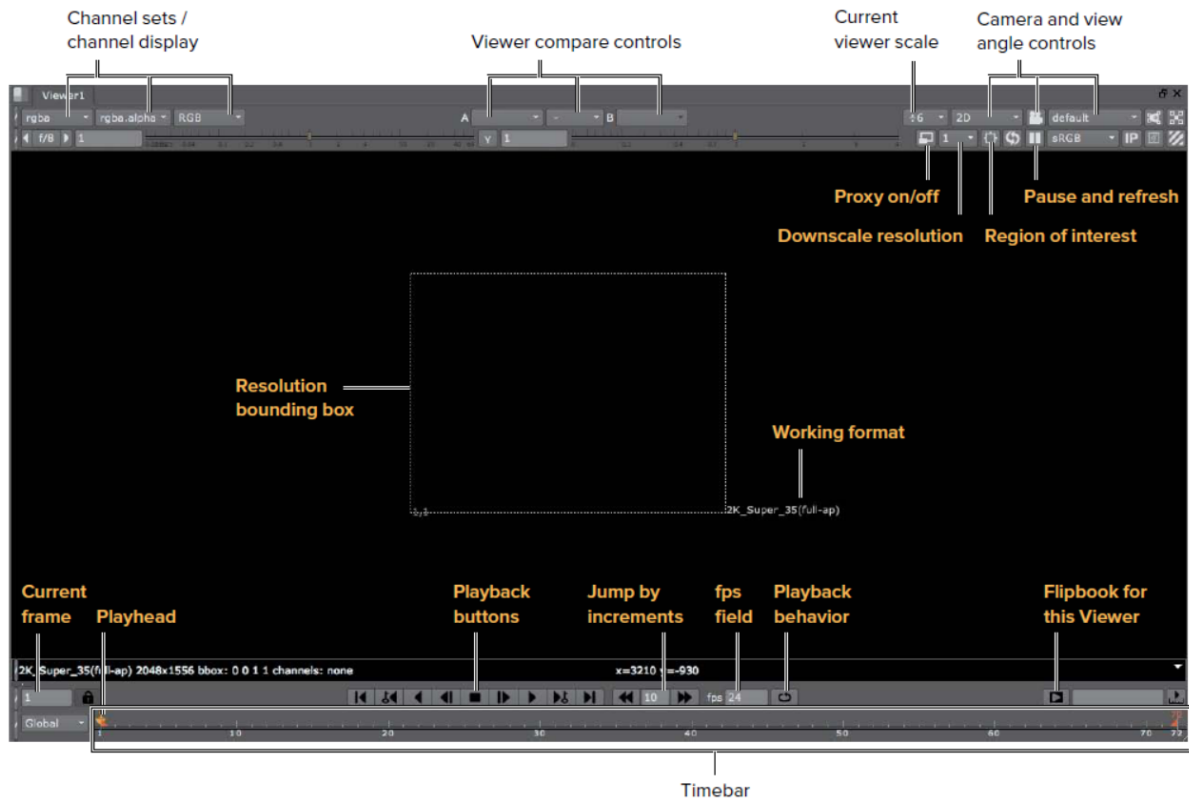 Channel sets /
channel display
Viewer compare controls
Current
viewer scale
Camera and view
angle controls
Viewer1
rgba rgba.alpha RGB A - B 2D default
f/8 1 Y 1 1 sRGB IP
Proxy on/off
Pause and refresh
Downscale resolution
Region of interest
Resolution
bounding box
Working format
2K_Super_35(full-ap)
Current
frame
Playhead
Playback
buttons
Jump by
increments
fps
field
Playback
behavior
Flipbook for
this Viewer
2K_Super_35(full-ap) 2048x1556 bbox: 0 0 1 1 channels: none x=3210 y=-930
1 10 fps 24
Global
1 10 20 30 40 50 60 70 72
Timebar